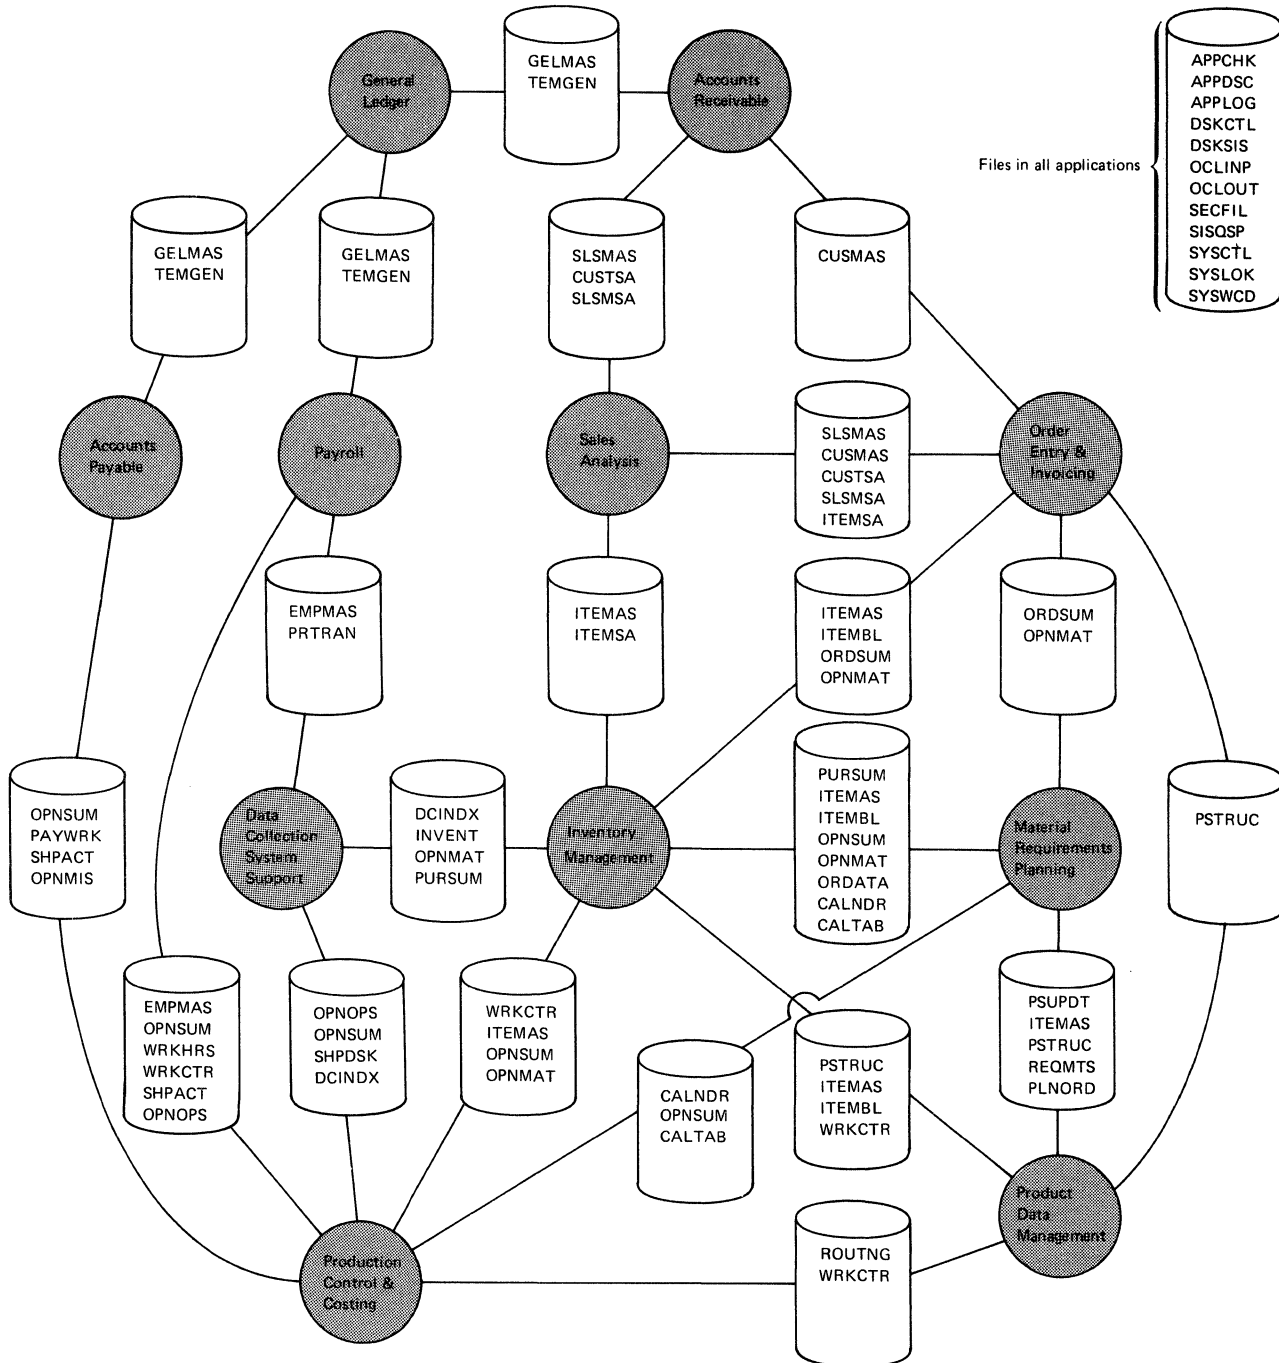 General
Ledger
GELMAS
TEMGEN
Accounts
Receivable
Files in all applications
APPCHK
APPDSC
APPLOG
DSKCTL
DSKSIS
OCLINP
OCLOUT
SECFIL
SISQSP
SYSCTL
SYSLOK
SYSWCD
GELMAS
TEMGEN
GELMAS
TEMGEN
SLSMAS
CUSTSA
SLSMSA
CUSMAS
Accounts
Payable
Payroll
Sales
Analysis
SLSMAS
CUSMAS
CUSTSA
SLSMSA
ITEMSA
Order
Entry &
Invoicing
EMPMAS
PRTRAN
ITEMAS
ITEMSA
ITEMAS
ITEMBL
ORDSUM
OPNMAT
ORDSUM
OPNMAT
OPNSUM
PAYWRK
SHPACT
OPNMIS
Data
Collection
System
Support
DCINDX
INVENT
OPNMAT
PURSUM
Inventory
Management
PURSUM
ITEMAS
ITEMBL
OPNSUM
OPNMAT
ORDATA
CALNDR
CALTAB
Material
Requirements
Planning
PSTRUC
EMPMAS
OPNSUM
WRKHRS
WRKCTR
SHPACT
OPNOPS
OPNOPS
OPNSUM
SHPDSK
DCINDX
WRKCTR
ITEMAS
OPNSUM
OPNMAT
CALNDR
OPNSUM
CALTAB
PSTRUC
ITEMAS
ITEMBL
WRKCTR
PSUPDT
ITEMAS
PSTRUC
REQMTS
PLNORD
Production
Control &
Costing
ROUTNG
WRKCTR
Product
Data
Management